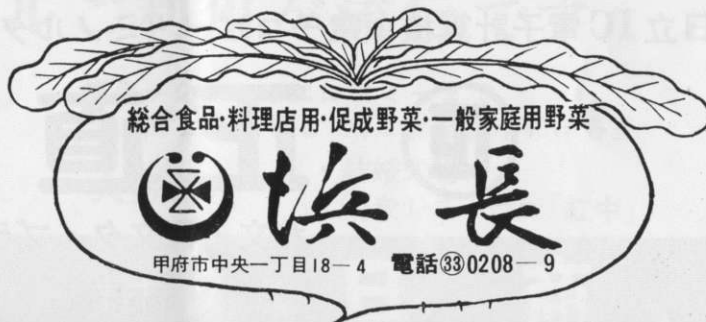 総合食品・料理店用・促成野菜・一般家庭用野菜
浜長
甲府市中央一丁目18―4 電話㉝0208―9